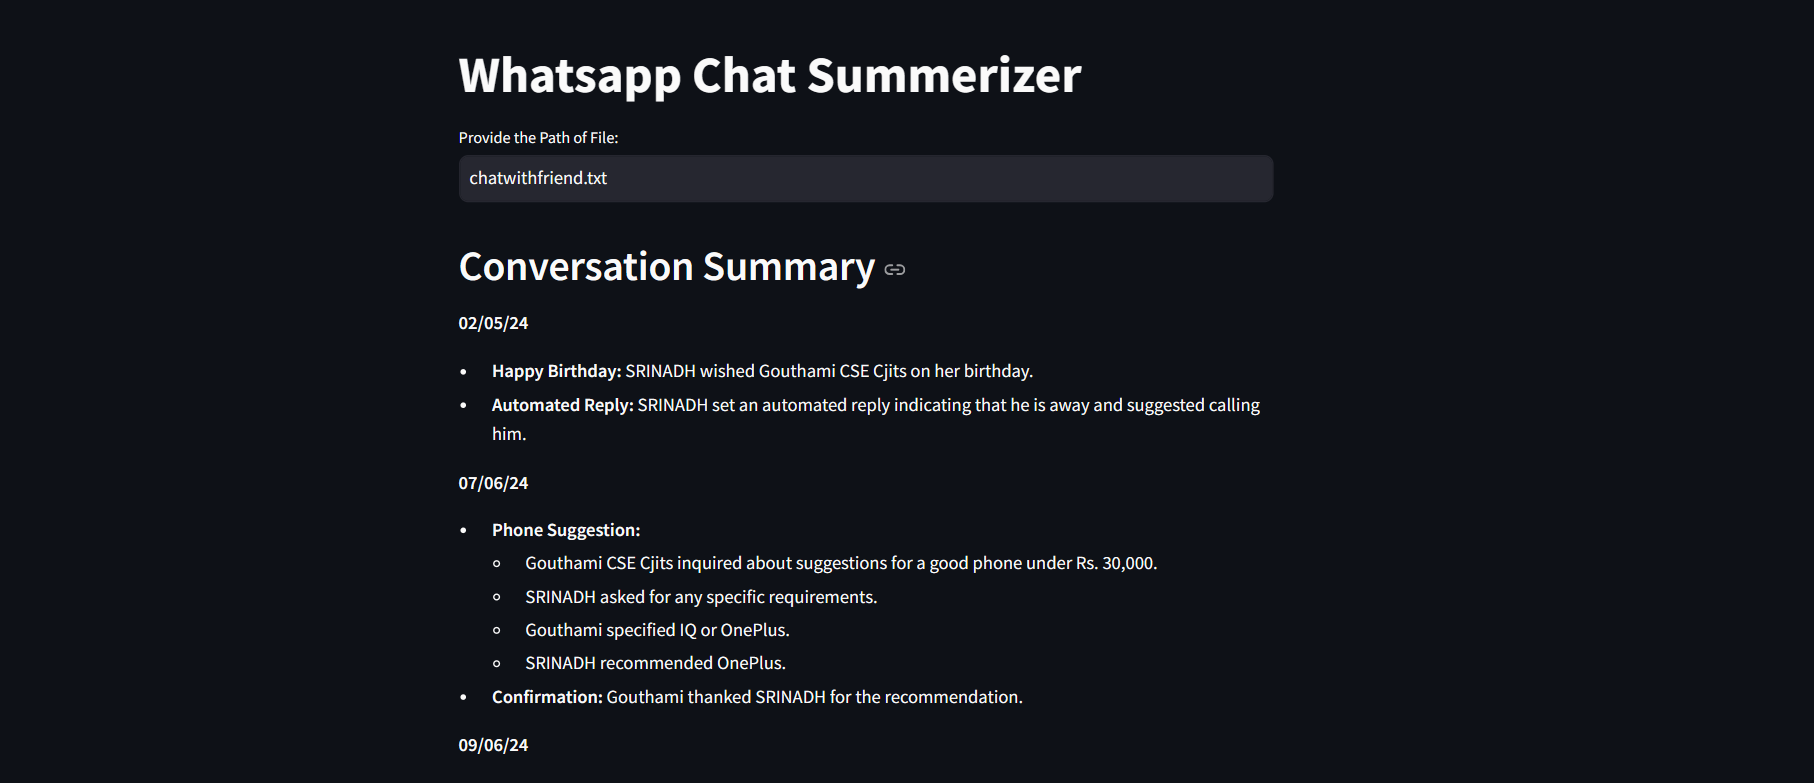 Whatsapp Chat Summerizer
Provide the Path of File:
chatwithfriend.txt
Conversation Summary
02/05/24
• Happy Birthday: SRINADH wished Gouthami CSE Cjits on her birthday.
• Automated Reply: SRINADH set an automated reply indicating that he is away and suggested calling
him.
07/06/24
• Phone Suggestion:
◦ Gouthami CSE Cjits inquired about suggestions for a good phone under Rs. 30,000.
◦ SRINADH asked for any specific requirements.
◦ Gouthami specified IQ or OnePlus.
◦ SRINADH recommended OnePlus.
• Confirmation: Gouthami thanked SRINADH for the recommendation.
09/06/24